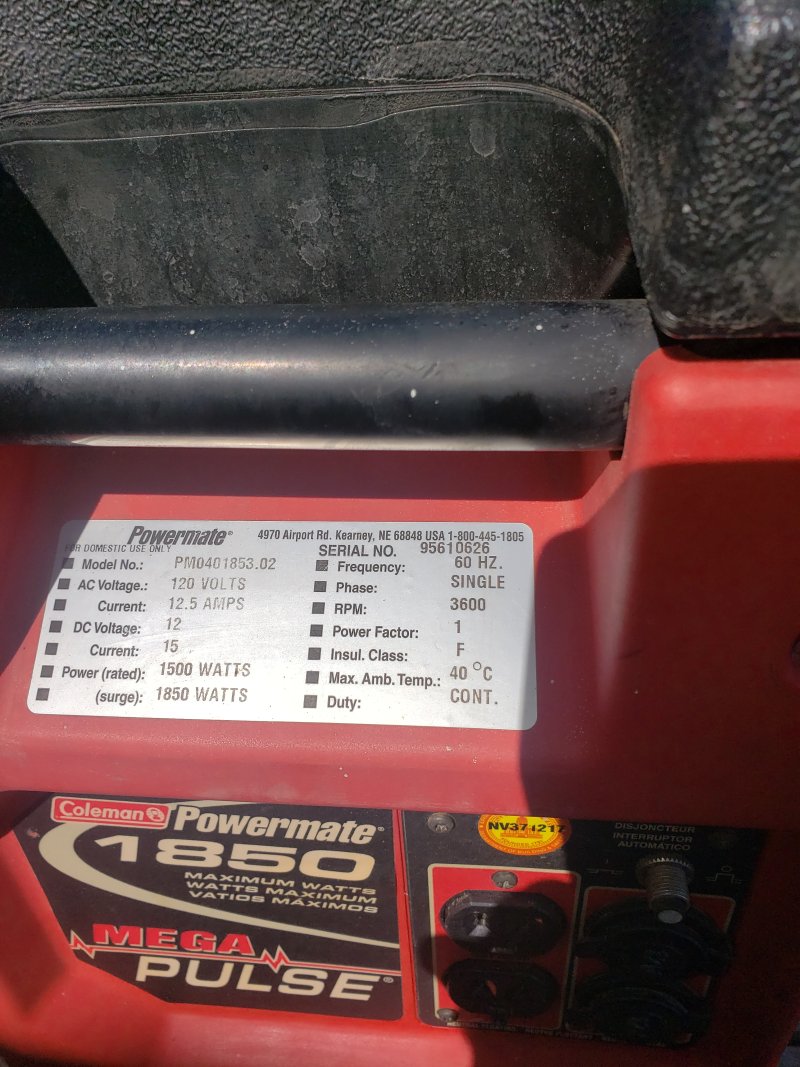 Powermate® 4970 Airport Rd. Kearney, NE 68848 USA 1-800-445-1805
FOR DOMESTIC USE ONLY
SERIAL NO. 95610626
Model No.: PM0401853.02
Frequency: 60 HZ.
AC Voltage.: 120 VOLTS
Phase: SINGLE
Current: 12.5 AMPS
RPM: 3600
DC Voltage: 12
Power Factor: 1
Current: 15
Insul. Class: F
Power (rated): 1500 WATTS
Max. Amb. Temp.: 40 °C
(surge): 1850 WATTS
Duty: CONT.
Coleman Powermate®
1850
MAXIMUM WATTS
WATTS MAXIMUM
VATIOS MÁXIMOS
MEGA
PULSE®
NV371217
DISJONCTEUR
INTERRUPTOR
AUTOMATICO